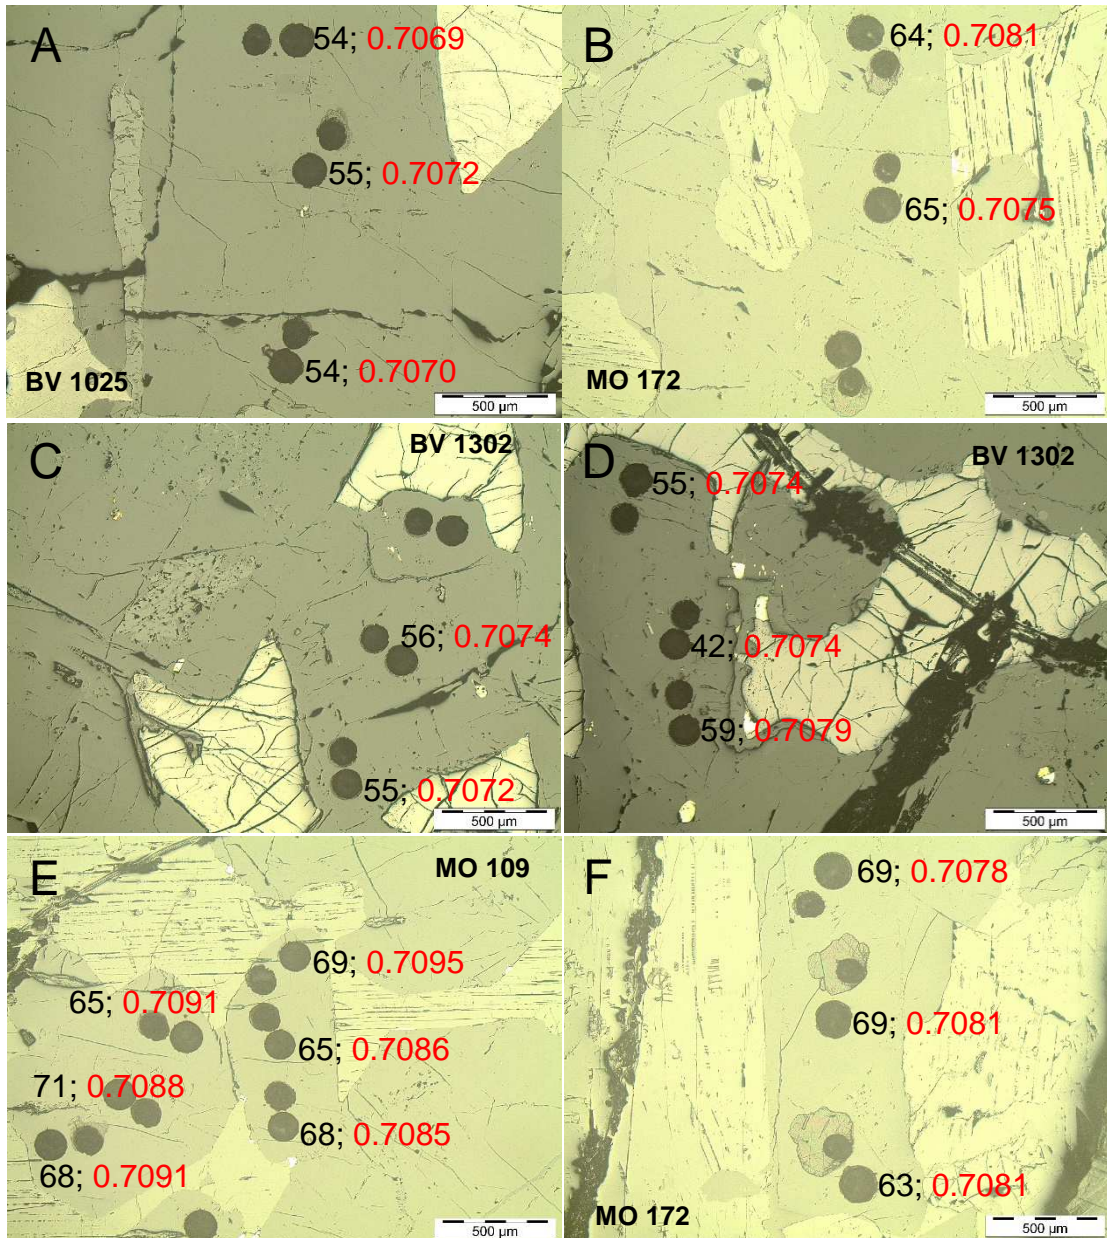 A
54; 0.7069
55; 0.7072
54; 0.7070
BV 1025
500 µm
B
64; 0.7081
65; 0.7075
MO 172
500 µm
C
BV 1302
56; 0.7074
55; 0.7072
500 µm
D
BV 1302
55; 0.7074
42; 0.7074
59; 0.7079
500 µm
E
MO 109
69; 0.7095
65; 0.7091
65; 0.7086
71; 0.7088
68; 0.7085
68; 0.7091
500 µm
F
69; 0.7078
69; 0.7081
63; 0.7081
MO 172
500 µm